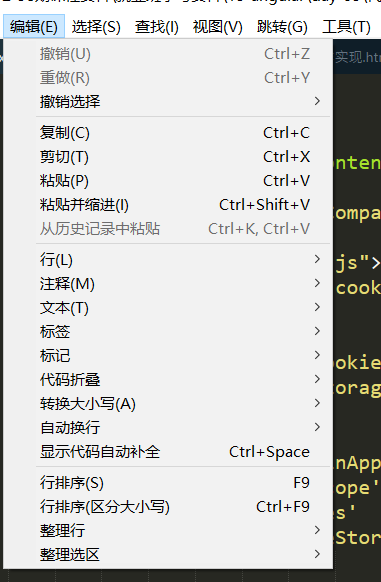 编辑(E) 选择(S) 查找(I) 视图(V) 跳转(G) 工具(T)
撤销(U) Ctrl+Z
实现.ht
重做(R) Ctrl+Y
撤销选择
复制(C) Ctrl+C
剪切(T) Ctrl+X
onten
粘贴(P) Ctrl+V
粘贴并缩进(I) Ctrl+Shift+V
ompa
从历史记录中粘贴 Ctrl+K, Ctrl+V
行(L)
js">
注释(M)
cook
文本(T)
标签
标记
ookie
代码折叠
torag
转换大小写(A)
自动换行
显示代码自动补全 Ctrl+Space
nApp
行排序(S) F9
ope'
行排序(区分大小写) Ctrl+F9
s'
整理行
eStor
整理选区